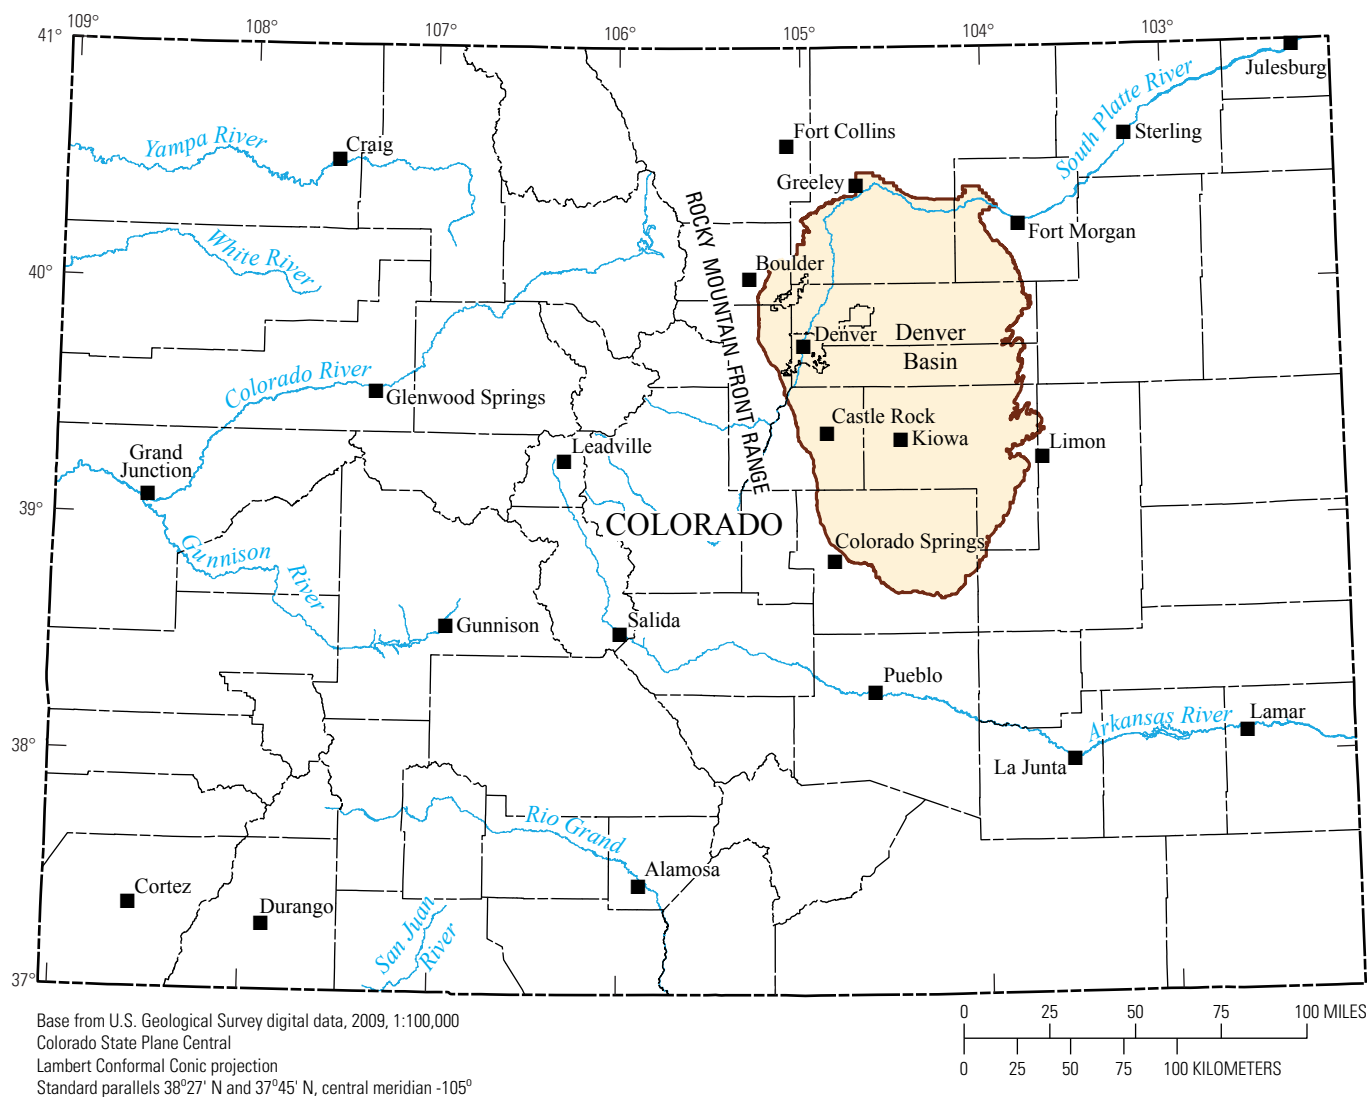 109°
108°
107°
106°
105°
104°
103°
41°
Julesburg
South Platte River
Sterling
Fort Collins
Yampa River
Craig
Greeley
Fort Morgan
White River
ROCKY MOUNTAIN FRONT RANGE
40°
Boulder
Denver
Denver
Basin
Colorado River
Glenwood Springs
Castle Rock
Kiowa
Limon
Leadville
Grand
Junction
39°
COLORADO
Colorado Springs
Gunnison
River
Gunnison
Salida
Pueblo
Arkansas River
Lamar
38°
La Junta
Rio Grand
Alamosa
Cortez
Durango
San Juan
River
37°
0 25 50 75 100 MILES
0 25 50 75 100 KILOMETERS
Base from U.S. Geological Survey digital data, 2009, 1:100,000
Colorado State Plane Central
Lambert Conformal Conic projection
Standard parallels 38°27' N and 37°45' N, central meridian -105°